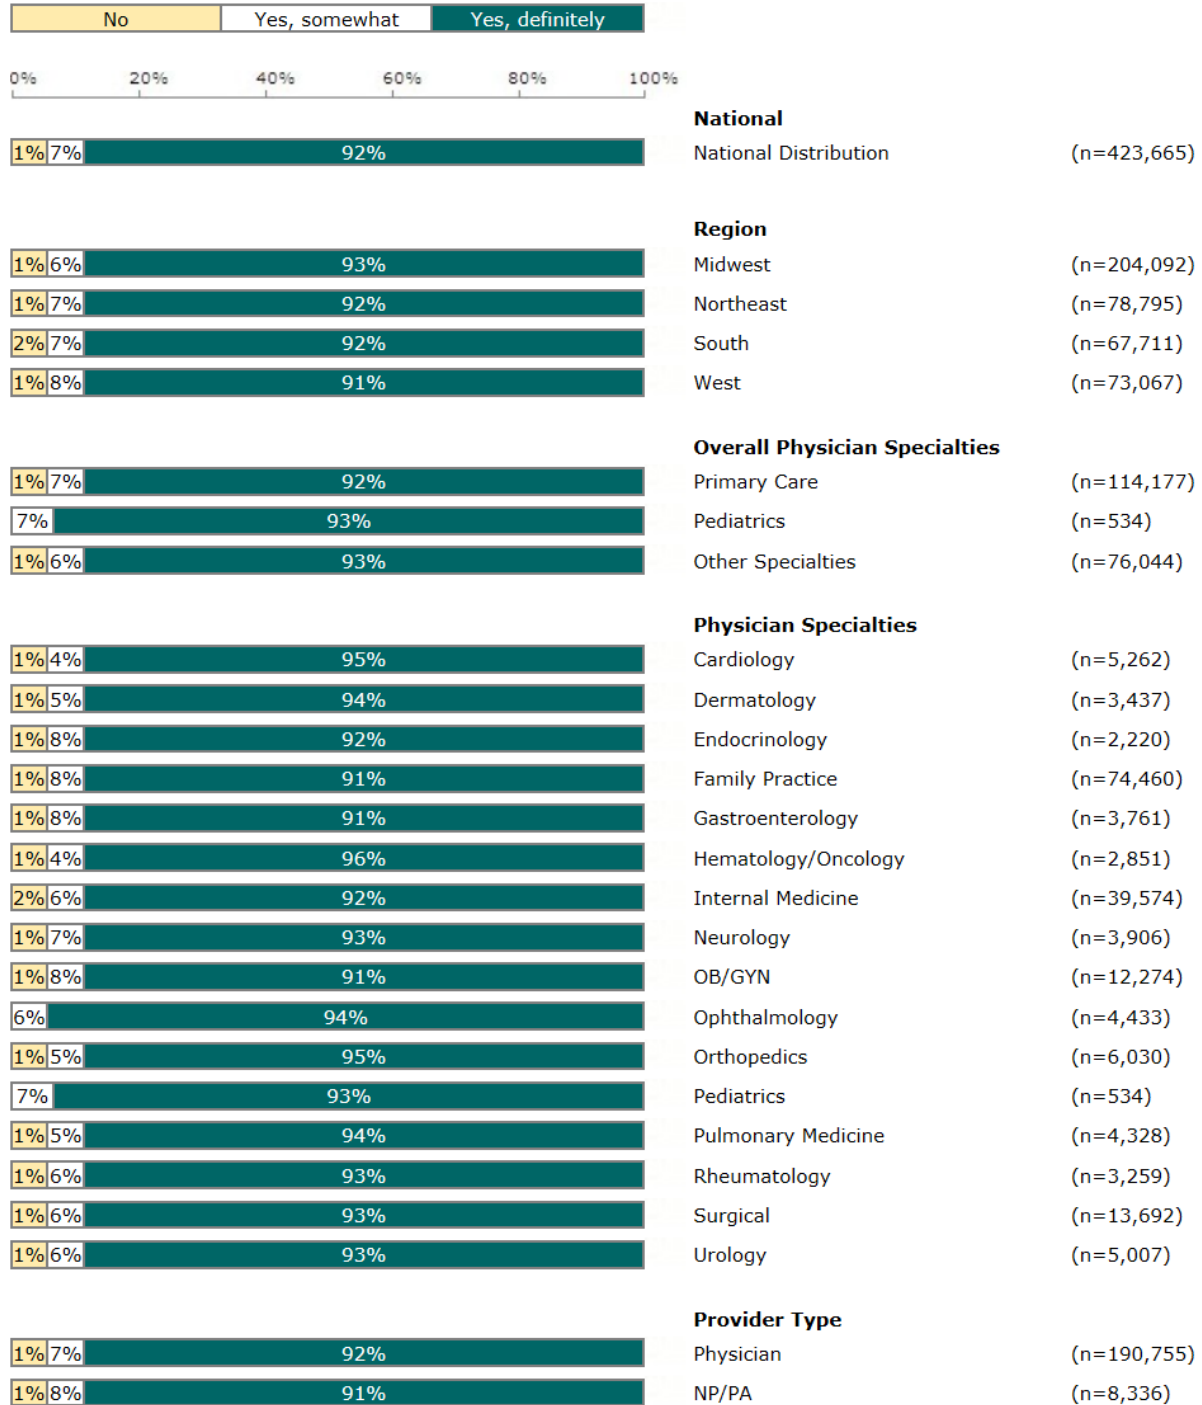 No Yes, somewhat Yes, definitely
0% 20% 40% 60% 80% 100%
National
1% 7% 92% National Distribution (n=423,665)
Region
1% 6% 93% Midwest (n=204,092)
1% 7% 92% Northeast (n=78,795)
2% 7% 92% South (n=67,711)
1% 8% 91% West (n=73,067)
Overall Physician Specialties
1% 7% 92% Primary Care (n=114,177)
7% 93% Pediatrics (n=534)
1% 6% 93% Other Specialties (n=76,044)
Physician Specialties
1% 4% 95% Cardiology (n=5,262)
1% 5% 94% Dermatology (n=3,437)
1% 8% 92% Endocrinology (n=2,220)
1% 8% 91% Family Practice (n=74,460)
1% 8% 91% Gastroenterology (n=3,761)
1% 4% 96% Hematology/Oncology (n=2,851)
2% 6% 92% Internal Medicine (n=39,574)
1% 7% 93% Neurology (n=3,906)
1% 8% 91% OB/GYN (n=12,274)
6% 94% Ophthalmology (n=4,433)
1% 5% 95% Orthopedics (n=6,030)
7% 93% Pediatrics (n=534)
1% 5% 94% Pulmonary Medicine (n=4,328)
1% 6% 93% Rheumatology (n=3,259)
1% 6% 93% Surgical (n=13,692)
1% 6% 93% Urology (n=5,007)
Provider Type
1% 7% 92% Physician (n=190,755)
1% 8% 91% NP/PA (n=8,336)